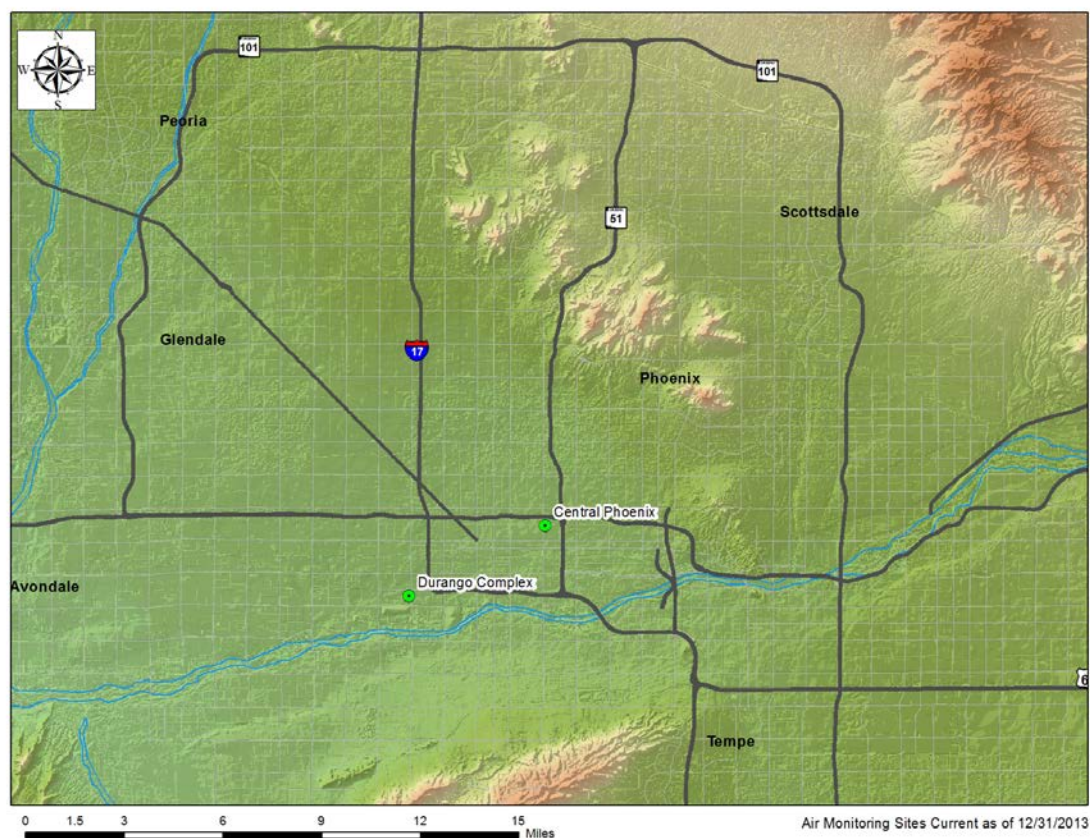 N
W E
S
101
101
Peoria
51
Scottsdale
Glendale
17
Phoenix
Central Phoenix
Durango Complex
Avondale
6
Tempe
0 1.5 3 6 9 12 15
Miles
Air Monitoring Sites Current as of 12/31/2013